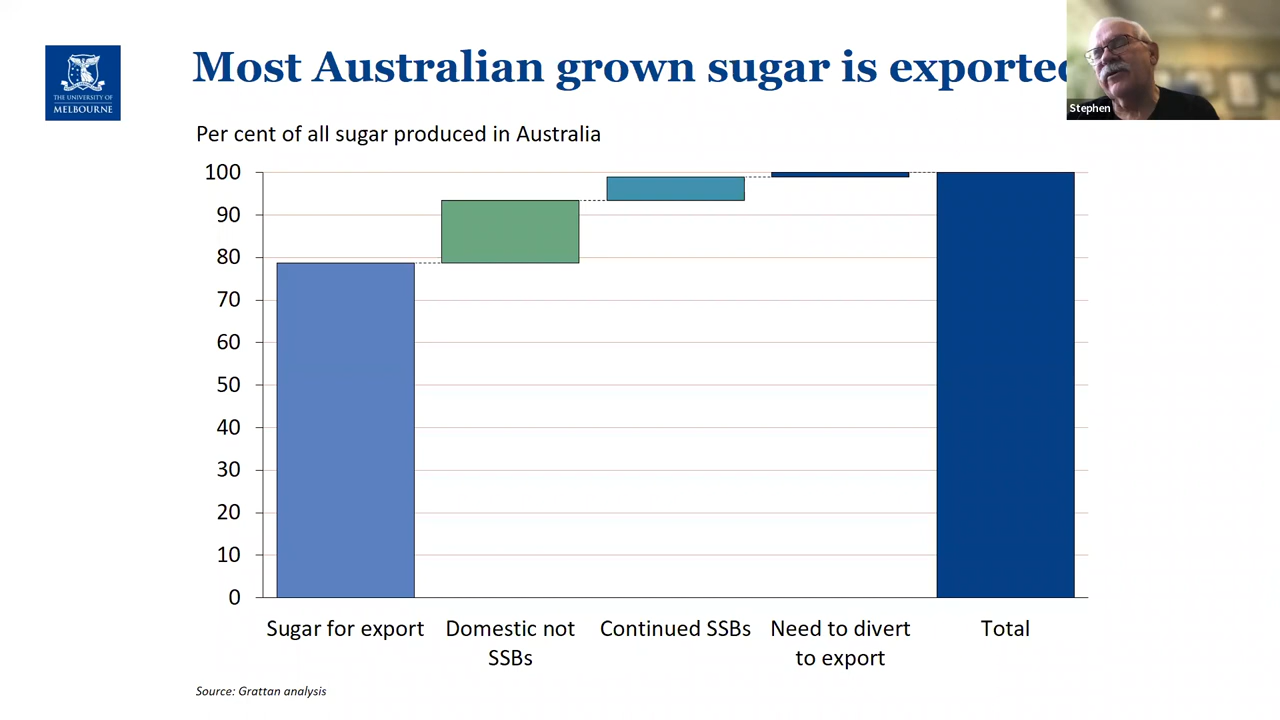 Most Australian grown sugar is exported
Stephen
THE UNIVERSITY OF
MELBOURNE
Per cent of all sugar produced in Australia
100
90
80
70
60
50
40
30
20
10
0
Sugar for export
Domestic not
SSBs
Continued SSBs
Need to divert
to export
Total
Source: Grattan analysis